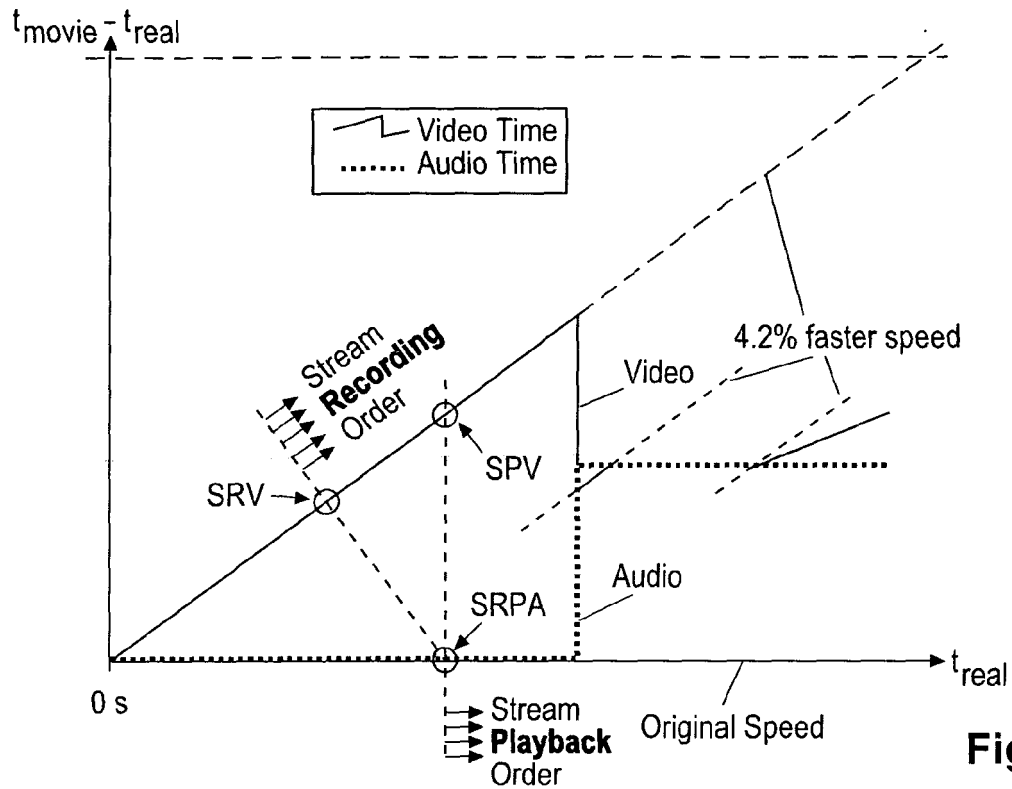 t_movie - t_real
Video Time
Audio Time
4.2% faster speed
Stream
Recording
Order
Video
SPV
SRV
SRPA
Audio
t_real
0 s
Stream
Playback
Order
Original Speed
Fig